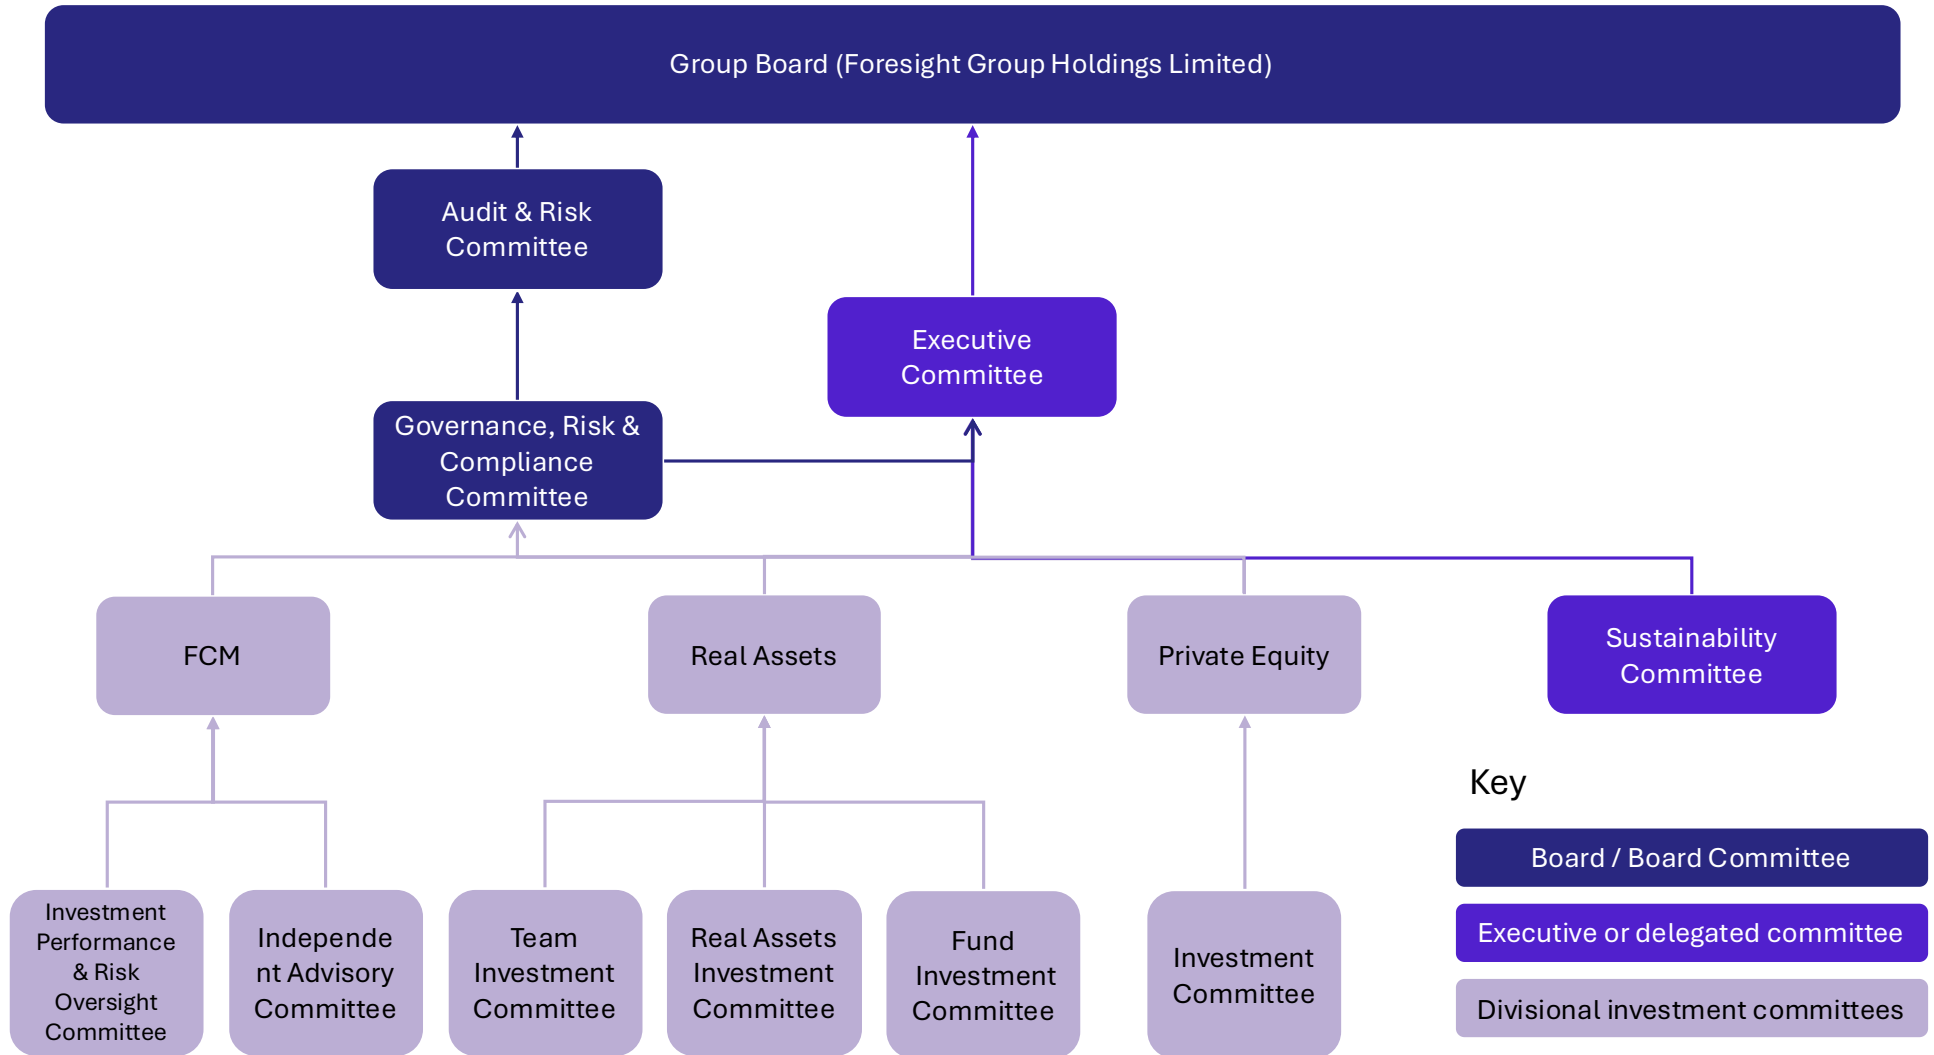 Group Board (Foresight Group Holdings Limited)
Audit & Risk
Committee
Executive
Committee
Governance, Risk &
Compliance
Committee
FCM
Real Assets
Private Equity
Sustainability
Committee
Investment
Performance
& Risk
Oversight
Committee
Independe
nt Advisory
Committee
Team
Investment
Committee
Real Assets
Investment
Committee
Fund
Investment
Committee
Investment
Committee
Key
Board / Board Committee
Executive or delegated committee
Divisional investment committees